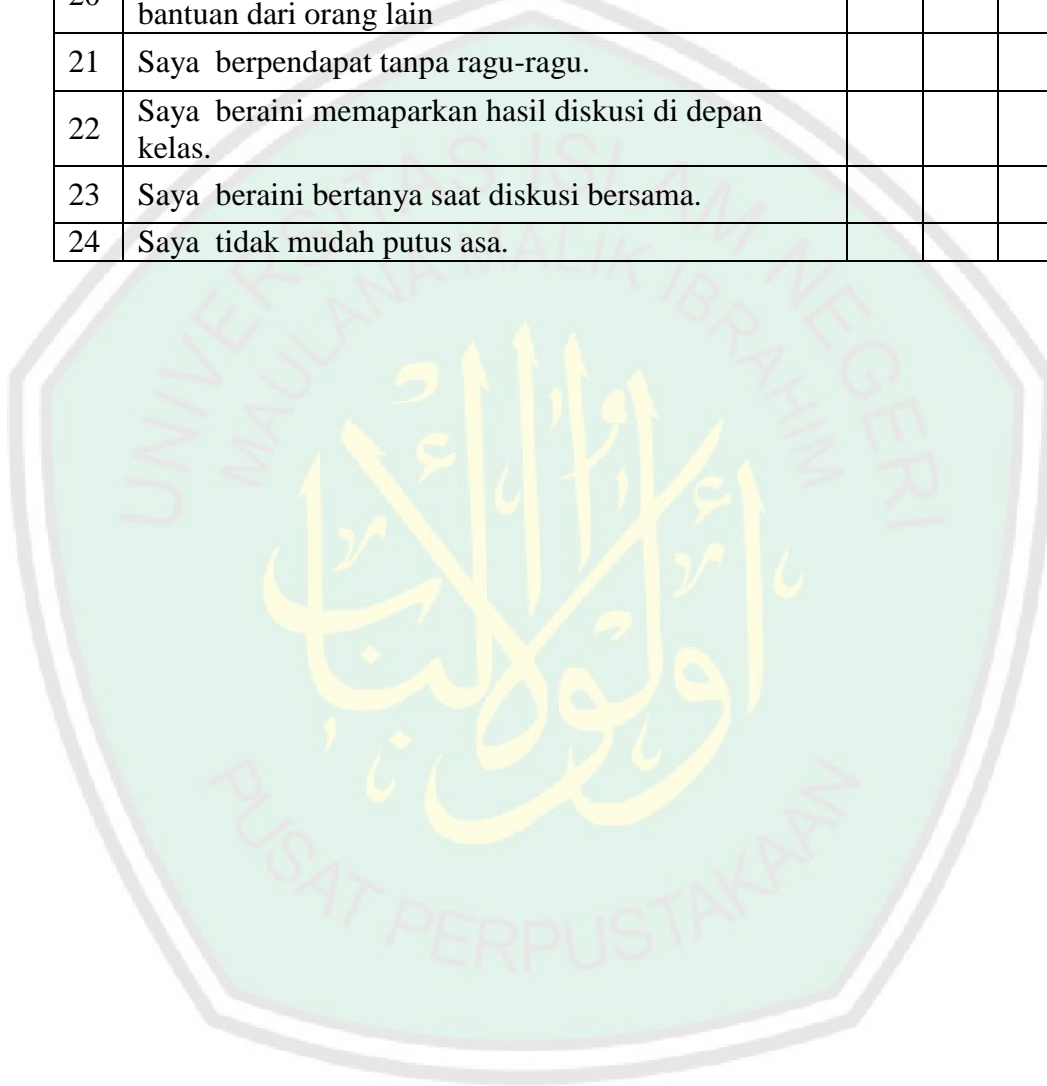 bantuan dari orang lain
21 Saya berpendapat tanpa ragu-ragu.
22 Saya beraini memaparkan hasil diskusi di depan
kelas.
23 Saya beraini bertanya saat diskusi bersama.
24 Saya tidak mudah putus asa.
UNIVERSITAS ISLAM NEGERI
MAULANA MALIK IBRAHIM
أولوا الألباب
PUSAT PERPUSTAKAAN